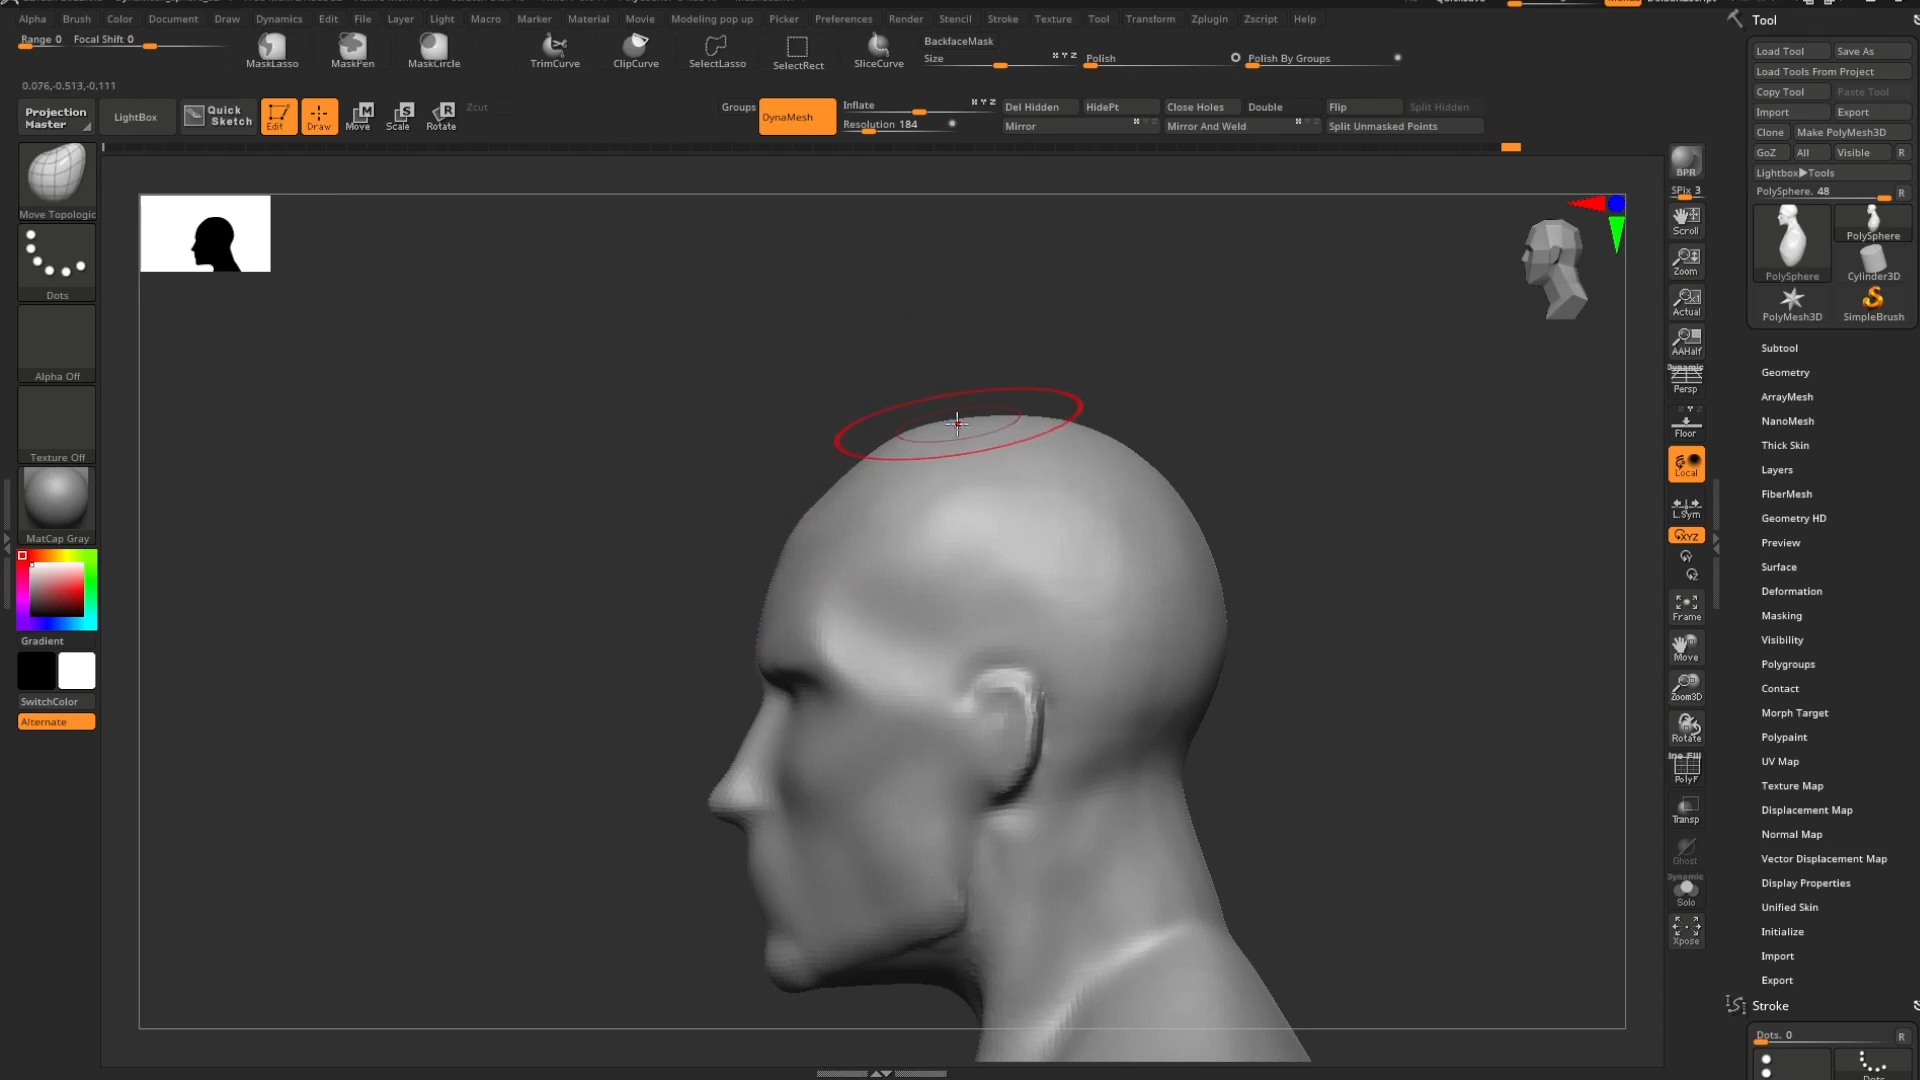 Alpha Brush Color Document Draw Dynamics Edit File Layer Light Macro Marker Material Movie Modeling pop up Picker Preferences Render Stencil Stroke Texture Tool Transform Zplugin Zscript Help
Range 0 Focal Shift 0
MaskLasso MaskPen MaskCircle TrimCurve ClipCurve SelectLasso SelectRect SliceCurve
BackfaceMask
Size X Y Z Polish Polish By Groups
0.076,-0.513,-0.111
Projection Master
LightBox
Quick Sketch
Edit Draw Move Scale Rotate
Zcut
Groups DynaMesh
Inflate X Y Z
Resolution 184
Del Hidden HidePt Close Holes Double Flip Split Hidden
Mirror Mirror And Weld Split Unmasked Points
Move Topologic
Dots
Alpha Off
Texture Off
MatCap Gray
Gradient
SwitchColor
Alternate
BPR
SPix 3
Scroll
Zoom
Actual
AAHalf
Dynamic
Persp
Floor
Local
L.Sym
XYZ
Frame
Move
Zoom3D
Rotate
Line Fill
PolyF
Transp
Ghost
Dynamic
Solo
Xpose
Tool
Load Tool Save As
Load Tools From Project
Copy Tool Paste Tool
Import Export
Clone Make PolyMesh3D
GoZ All Visible R
Lightbox▶Tools
PolySphere. 48 R
PolySphere PolySphere
Cylinder3D
PolyMesh3D SimpleBrush
Subtool
Geometry
ArrayMesh
NanoMesh
Thick Skin
Layers
FiberMesh
Geometry HD
Preview
Surface
Deformation
Masking
Visibility
Polygroups
Contact
Morph Target
Polypaint
UV Map
Texture Map
Displacement Map
Normal Map
Vector Displacement Map
Display Properties
Unified Skin
Initialize
Import
Export
Stroke
Dots. 0 R
Dots